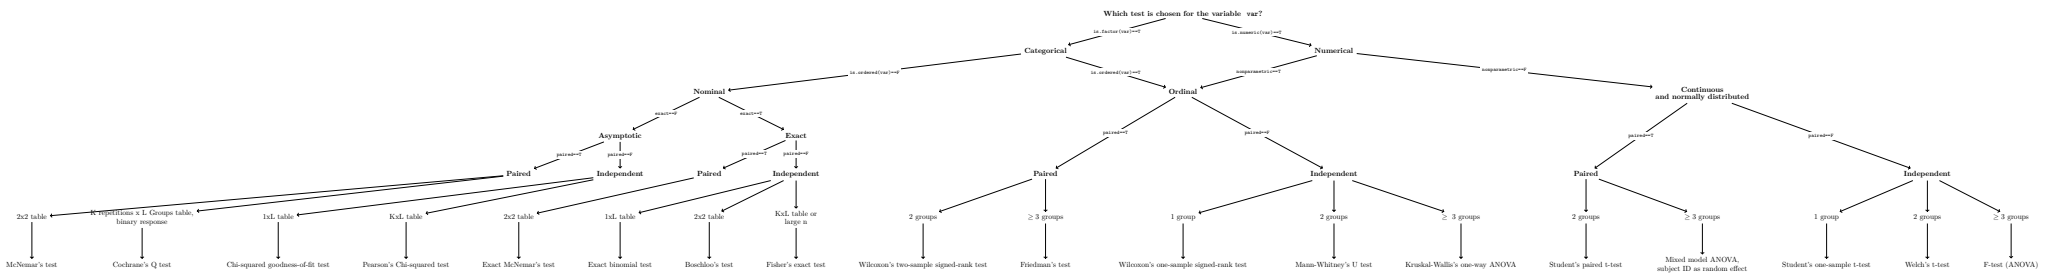 Which test is chosen for the variable var?
is.factor(var)==T
is.numeric(var)==T
Categorical
Numerical
is.ordered(var)==F
is.ordered(var)==T
nonparametric==T
nonparametric==F
Nominal
Ordinal
Continuous
and normally distributed
exact==F
exact==T
Asymptotic
Exact
paired==T
paired==F
paired==T
paired==F
paired==T
paired==F
paired==T
paired==F
Paired
Independent
Paired
Independent
Paired
Independent
Paired
Independent
2x2 table
K repetitions x L Groups table,
binary response
1xL table
KxL table
2x2 table
1xL table
2x2 table
KxL table or
large n
2 groups
≥ 3 groups
1 group
2 groups
≥ 3 groups
2 groups
≥ 3 groups
1 group
2 groups
≥ 3 groups
McNemar's test
Cochrane's Q test
Chi-squared goodness-of-fit test
Pearson's Chi-squared test
Exact McNemar's test
Exact binomial test
Boschloo's test
Fisher's exact test
Wilcoxon's two-sample signed-rank test
Friedman's test
Wilcoxon's one-sample signed-rank test
Mann-Whitney's U test
Kruskal-Wallis's one-way ANOVA
Student's paired t-test
Mixed model ANOVA,
subject ID as random effect
Student's one-sample t-test
Welch's t-test
F-test (ANOVA)